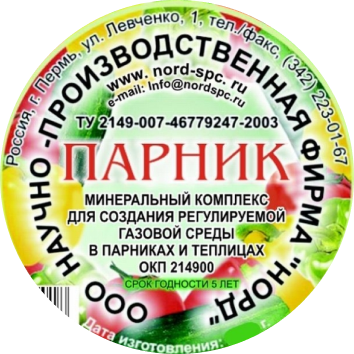 Россия, г. Пермь, ул. Левченко, 1, тел./факс, (342) 223-01-67
ООО НАУЧНО -ПРОИЗВОДСТВЕННАЯ ФИРМА "НОРД"
www. nord-spc. ru
e-mail: Info@nordspc.ru
ТУ 2149-007-46779247-2003
ПАРНИК
МИНЕРАЛЬНЫЙ КОМПЛЕКС
ДЛЯ СОЗДАНИЯ РЕГУЛИРУЕМОЙ
ГАЗОВОЙ СРЕДЫ
В ПАРНИКАХ И ТЕПЛИЦАХ
ОКП 214900
СРОК ГОДНОСТИ 5 ЛЕТ
Дата изготовления: г.